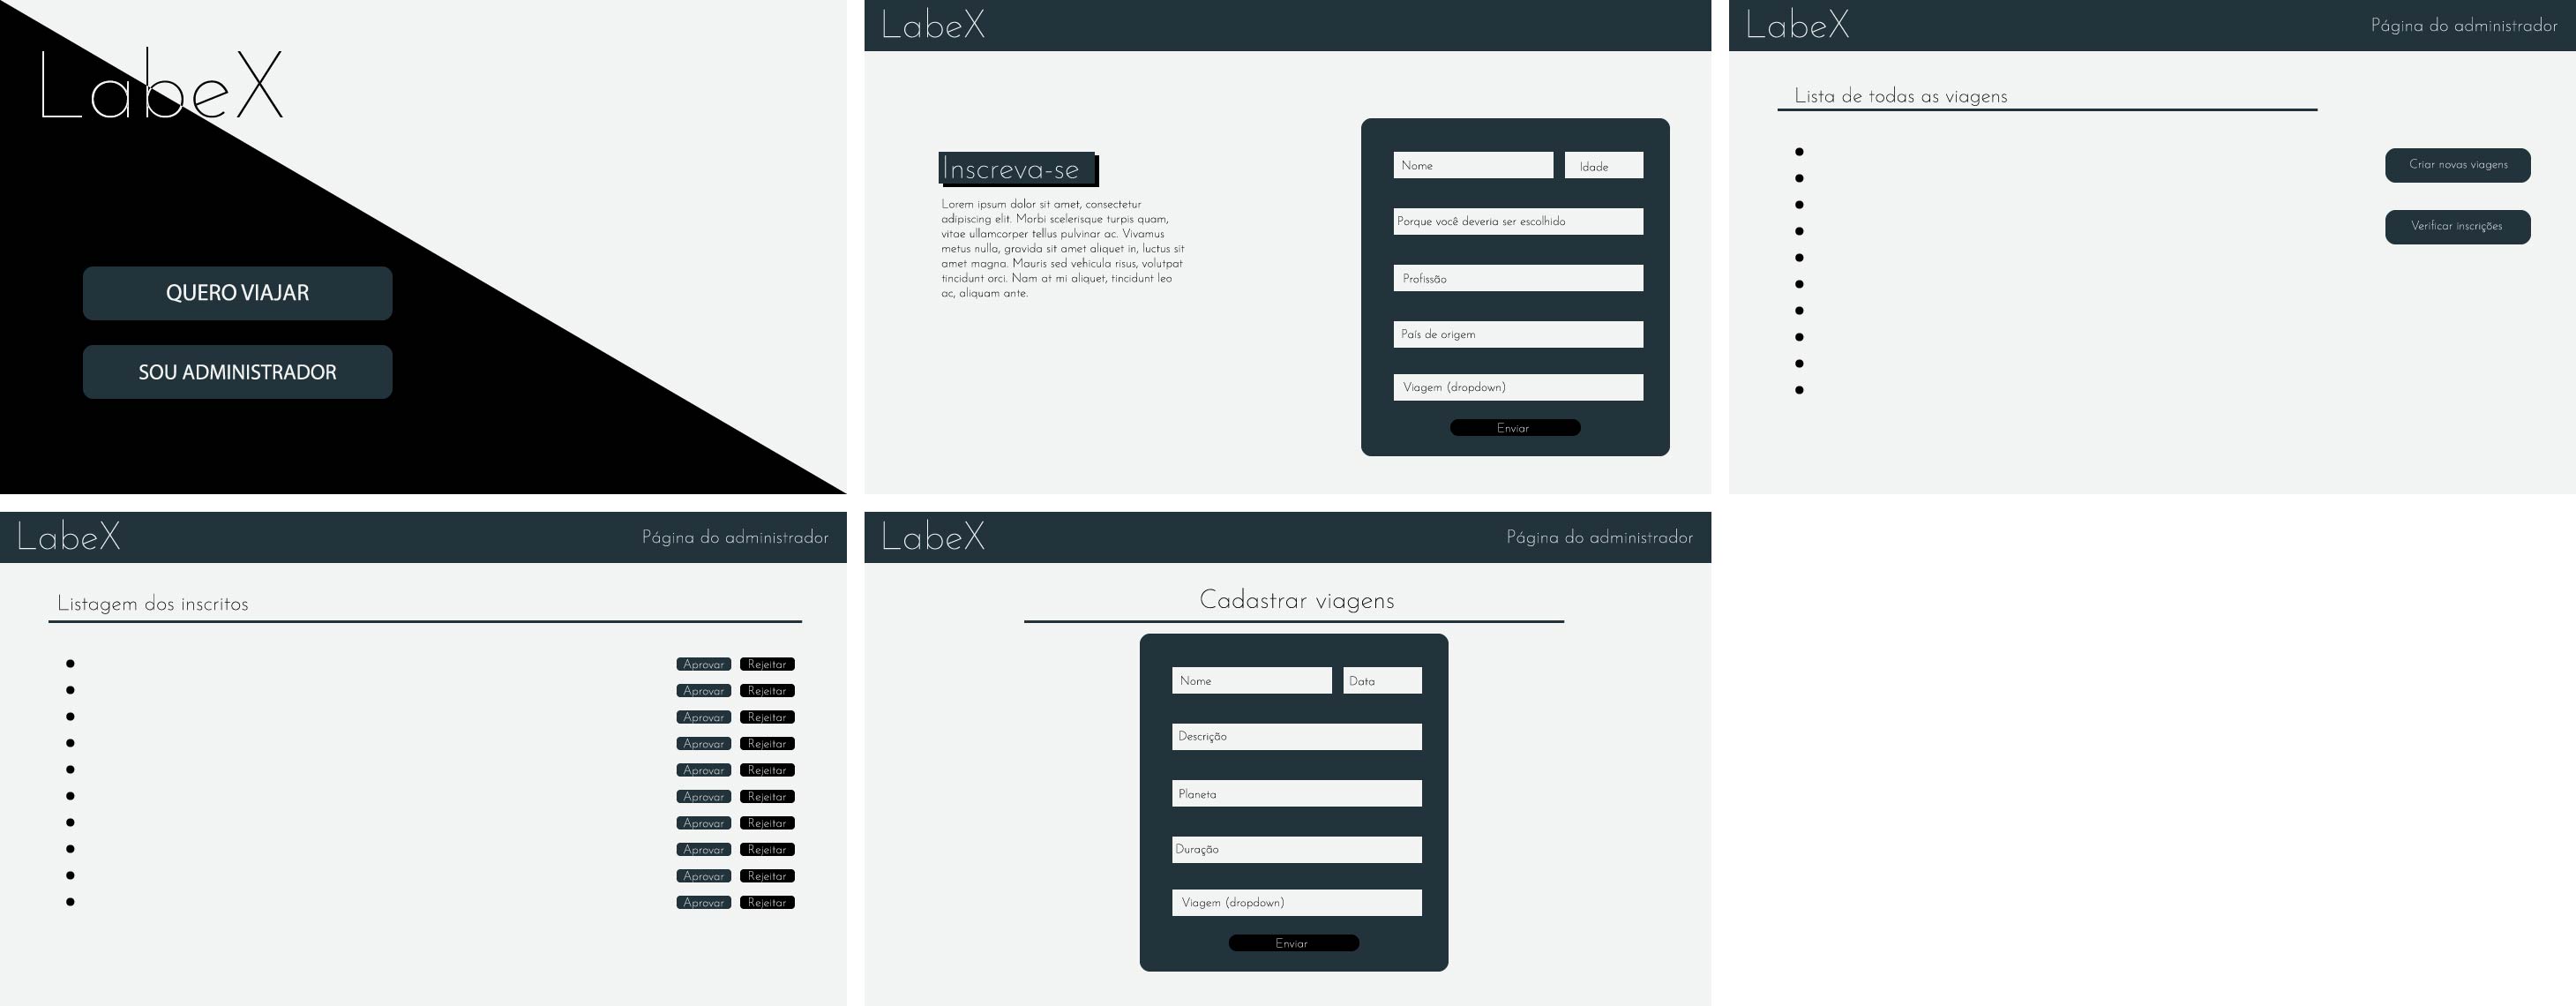 LabeX
QUERO VIAJAR
SOU ADMINISTRADOR
LabeX
Inscreva-se
Lorem ipsum dolor sit amet, consectetur
adipiscing elit. Morbi scelerisque turpis quam,
vitae ullamcorper tellus pulvinar ac. Vivamus
metus nulla, gravida sit amet aliquet in, luctus sit
amet magna. Mauris sed vehicula risus, volutpat
tincidunt orci. Nam at mi aliquet, tincidunt leo
ac, aliquam ante.
Nome
Idade
Porque você deveria ser escolhido
Profissão
País de origem
Viagem (dropdown)
Enviar
LabeX
Página do administrador
Lista de todas as viagens
Criar novas viagens
Verificar inscrições
LabeX
Página do administrador
Listagem dos inscritos
Aprovar Rejeitar
Aprovar Rejeitar
Aprovar Rejeitar
Aprovar Rejeitar
Aprovar Rejeitar
Aprovar Rejeitar
Aprovar Rejeitar
Aprovar Rejeitar
Aprovar Rejeitar
Aprovar Rejeitar
LabeX
Página do administrador
Cadastrar viagens
Nome
Data
Descrição
Planeta
Duração
Viagem (dropdown)
Enviar